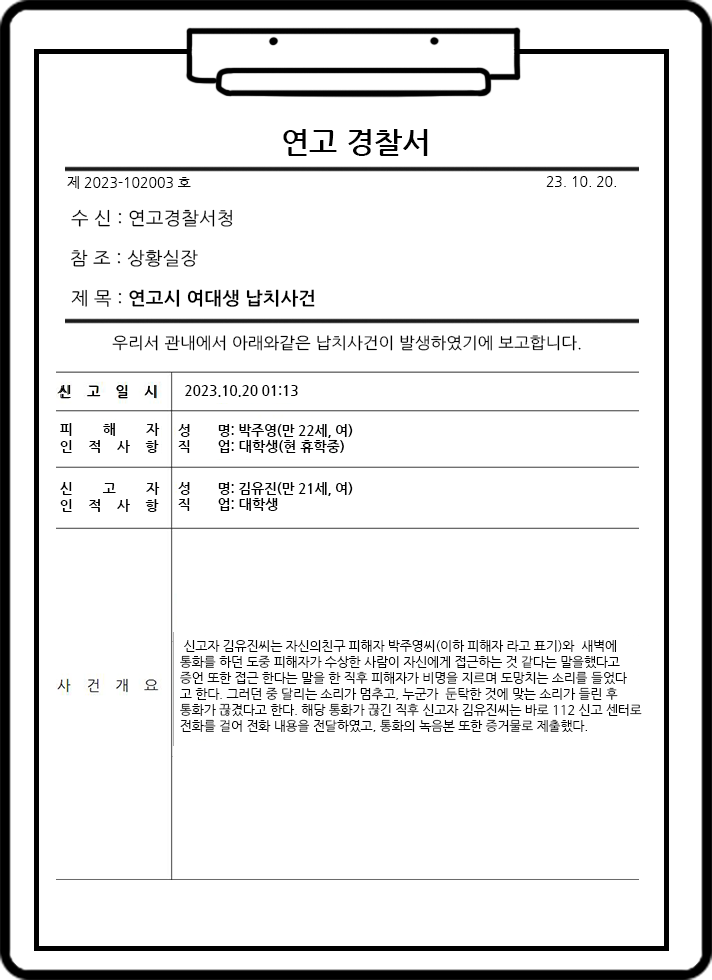 연고 경찰서
제 2023-102003 호 23. 10. 20.
수 신 : 연고경찰서청
참 조 : 상황실장
제 목 : 연고시 여대생 납치사건
우리서 관내에서 아래와같은 납치사건이 발생하였기에 보고합니다.
신 고 일 시 2023.10.20 01:13
피 해 자 성 명: 박주영(만 22세, 여)
인 적 사 항 직 업: 대학생(현 휴학중)
신 고 자 성 명: 김유진(만 21세, 여)
인 적 사 항 직 업: 대학생
신고자 김유진씨는 자신의친구 피해자 박주영씨(이하 피해자 라고 표기)와 새벽에
통화를 하던 도중 피해자가 수상한 사람이 자신에게 접근하는 것 같다는 말을했다고
증언 또한 접근 한다는 말을 한 직후 피해자가 비명을 지르며 도망치는 소리를 들었다
사 건 개 요 고 한다. 그러던 중 달리는 소리가 멈추고, 누군가 둔탁한 것에 맞는 소리가 들린 후
통화가 끊겼다고 한다. 해당 통화가 끊긴 직후 신고자 김유진씨는 바로 112 신고 센터로
전화를 걸어 전화 내용을 전달하였고, 통화의 녹음본 또한 증거물로 제출했다.